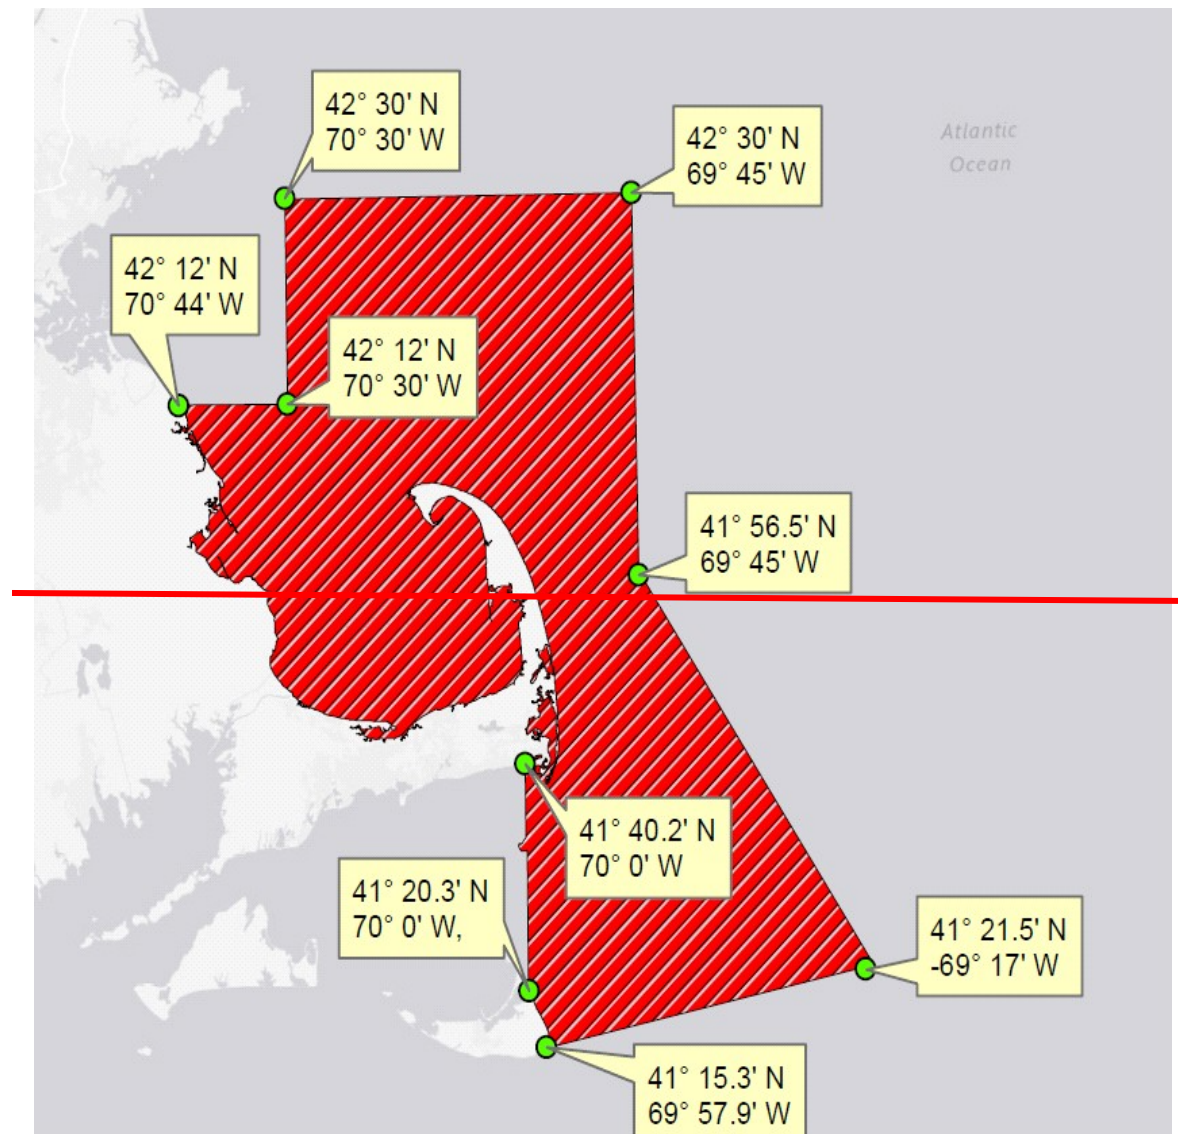 42° 30' N
70° 30' W
42° 30' N
69° 45' W
Atlantic
Ocean
42° 12' N
70° 44' W
42° 12' N
70° 30' W
41° 56.5' N
69° 45' W
41° 40.2' N
70° 0' W
41° 20.3' N
70° 0' W,
41° 21.5' N
-69° 17' W
41° 15.3' N
69° 57.9' W